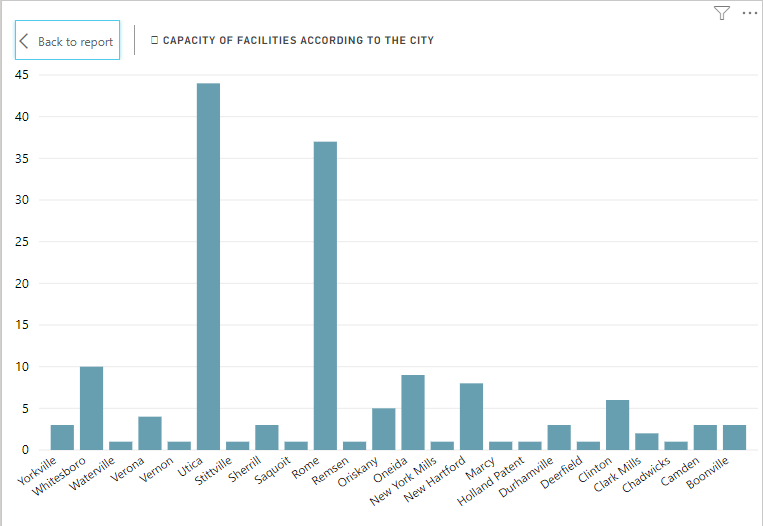 Back to report
CAPACITY OF FACILITIES ACCORDING TO THE CITY
45
40
35
30
25
20
15
10
5
0
Yorkville
Whitesboro
Waterville
Verona
Vernon
Utica
Stittville
Sherrill
Saquoit
Rome
Remsen
Oriskany
Oneida
New York Mills
New Hartford
Marcy
Holland Patent
Durhamville
Deerfield
Clinton
Clark Mills
Chadwicks
Camden
Boonville